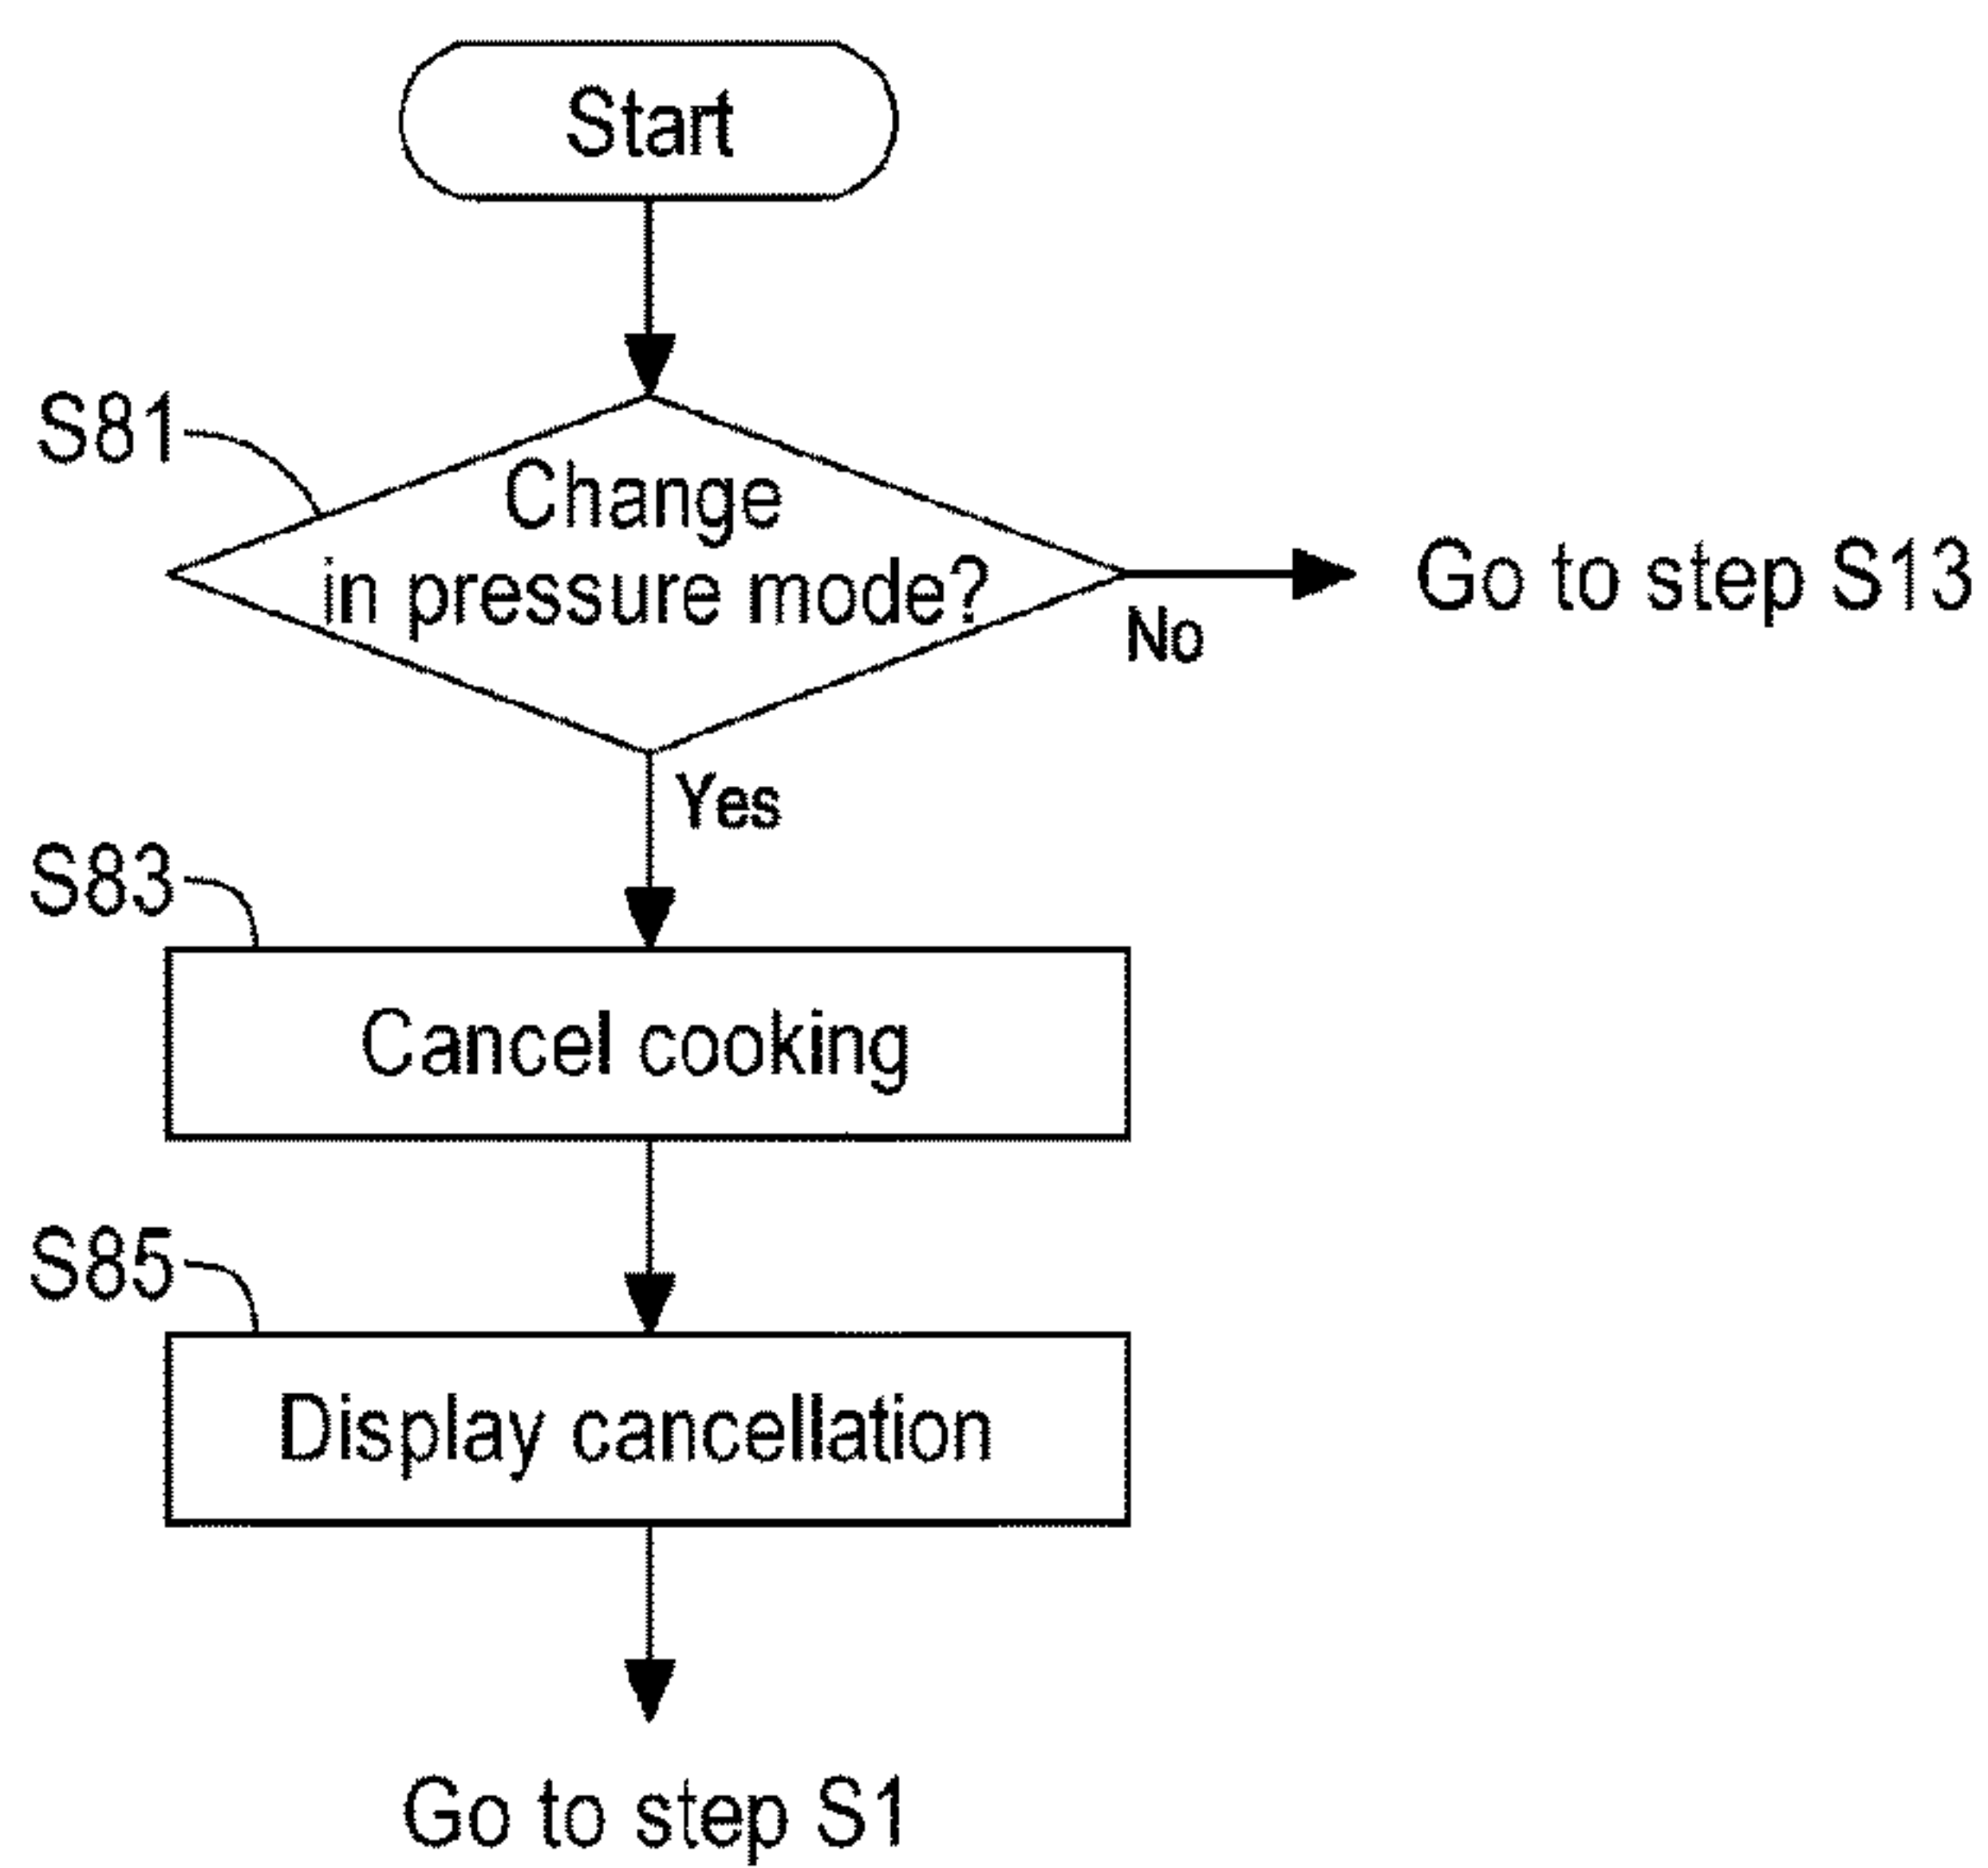 Start
S81
Change
in pressure mode?
Go to step S13
No
Yes
S83
Cancel cooking
S85
Display cancellation
Go to step S1